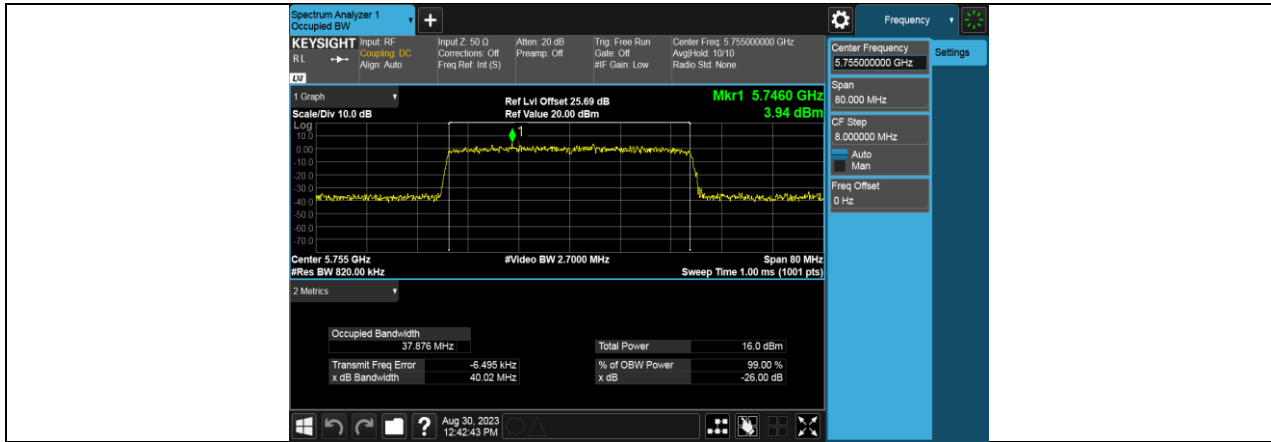 Spectrum Analyzer 1
Occupied BW
+
Frequency
KEYSIGHT
RL
LXI
Input: RF
Coupling: DC
Align: Auto
Input Z: 50 Ω
Corrections: Off
Freq Ref: Int (S)
Atten: 20 dB
Preamp: Off
Trig: Free Run
Gate: Off
#IF Gain: Low
Center Freq: 5.755000000 GHz
Avg|Hold: 10/10
Radio Std: None
Center Frequency
5.755000000 GHz
Settings
Span
80.000 MHz
CF Step
8.000000 MHz
Auto
Man
Freq Offset
0 Hz
1 Graph
Scale/Div 10.0 dB
Ref Lvl Offset 25.69 dB
Ref Value 20.00 dBm
Mkr1 5.7460 GHz
3.94 dBm
Log
10.0
0.00
-10.0
-20.0
-30.0
-40.0
-50.0
-60.0
-70.0
1
Center 5.755 GHz
#Video BW 2.7000 MHz
Span 80 MHz
#Res BW 820.00 kHz
Sweep Time 1.00 ms (1001 pts)
2 Metrics
Occupied Bandwidth
37.876 MHz
Total Power 16.0 dBm
Transmit Freq Error -6.495 kHz
% of OBW Power 99.00 %
x dB Bandwidth 40.02 MHz
x dB -26.00 dB
?
Aug 30, 2023
12:42:43 PM